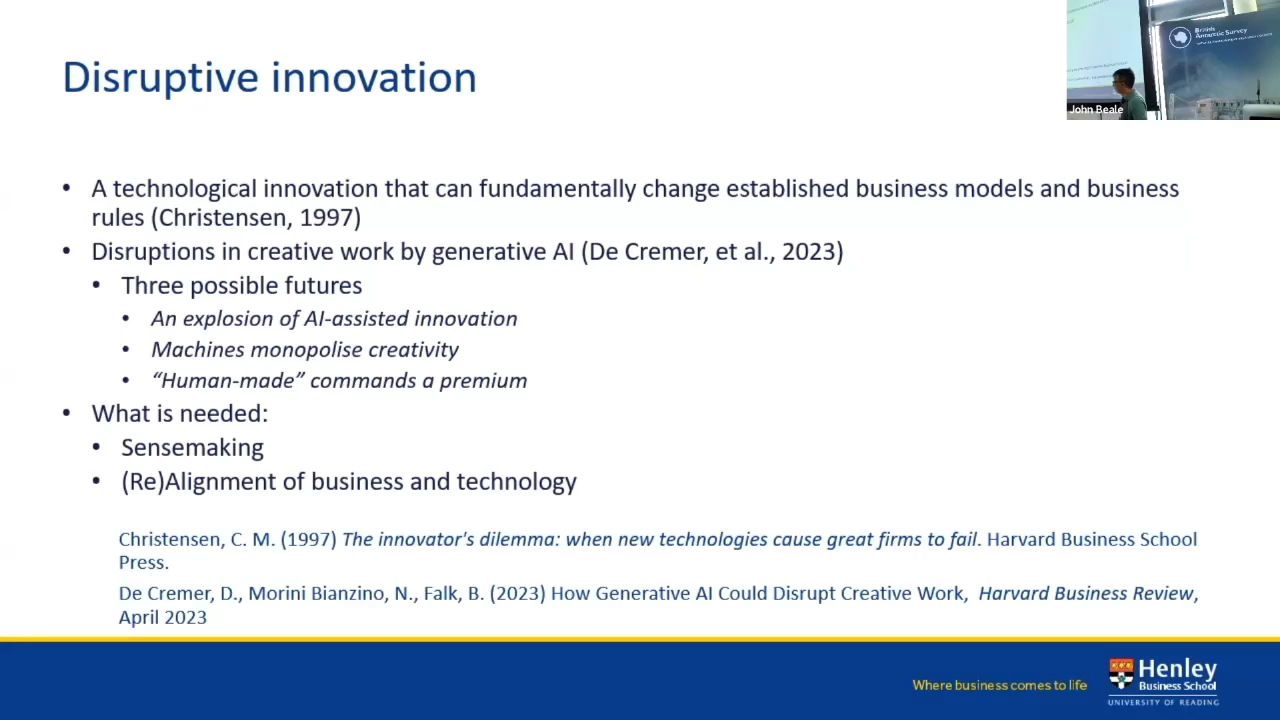 Disruptive innovation
British
Antarctic Survey
John Beale
• A technological innovation that can fundamentally change established business models and business
rules (Christensen, 1997)
• Disruptions in creative work by generative AI (De Cremer, et al., 2023)
• Three possible futures
• An explosion of AI-assisted innovation
• Machines monopolise creativity
• “Human-made” commands a premium
• What is needed:
• Sensemaking
• (Re)Alignment of business and technology
Christensen, C. M. (1997) The innovator's dilemma: when new technologies cause great firms to fail. Harvard Business School
Press.
De Cremer, D., Morini Bianzino, N., Falk, B. (2023) How Generative AI Could Disrupt Creative Work, Harvard Business Review,
April 2023
Where business comes to life
Henley
Business School
UNIVERSITY OF READING